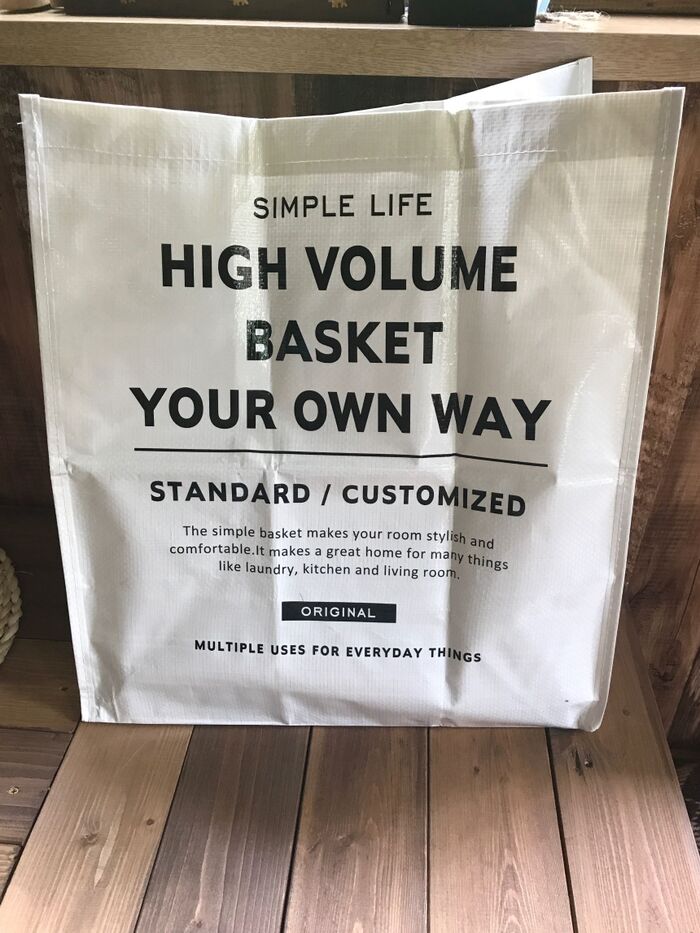 SIMPLE LIFE
HIGH VOLUME
BASKET
YOUR OWN WAY
STANDARD / CUSTOMIZED
The simple basket makes your room stylish and
comfortable.It makes a great home for many things
like laundry, kitchen and living room.
ORIGINAL
MULTIPLE USES FOR EVERYDAY THINGS